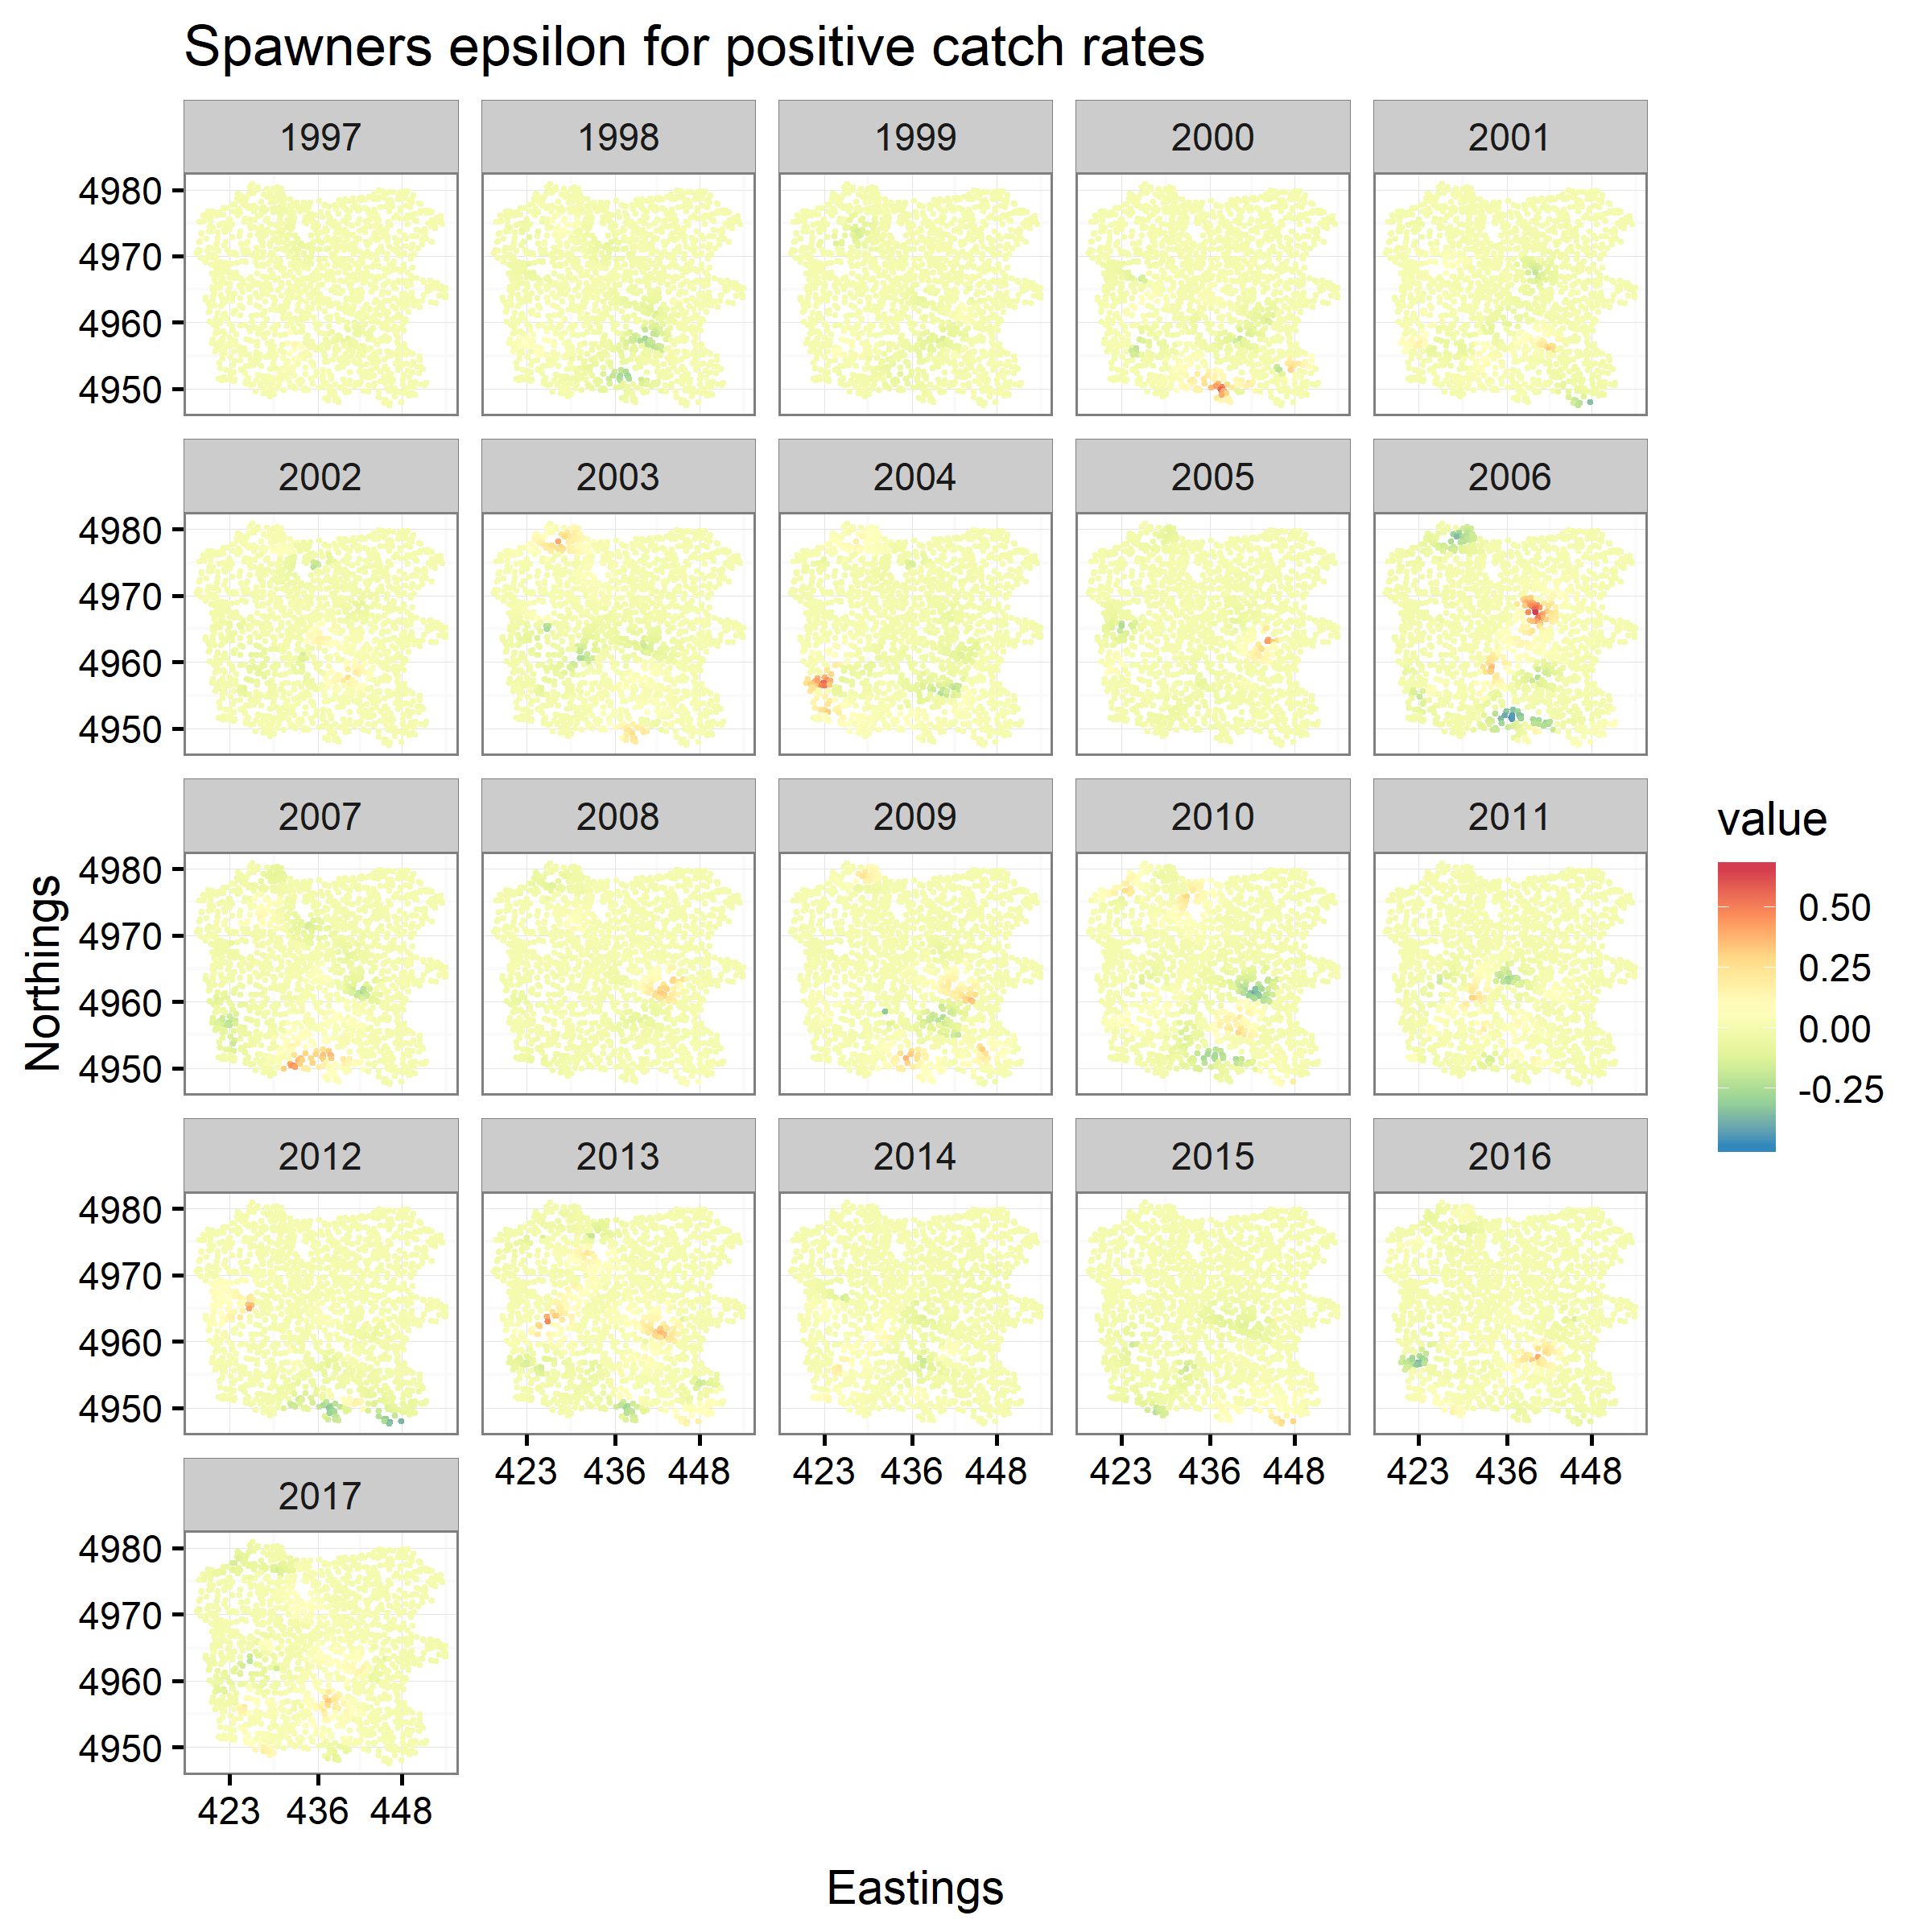 Spawners epsilon for positive catch rates
1997 1998 1999 2000 2001
4980
4970
4960
4950
2002 2003 2004 2005 2006
4980
4970
4960
4950
2007 2008 2009 2010 2011
4980
4970
4960
4950
2012 2013 2014 2015 2016
4980
4970
4960
4950
423 436 448 423 436 448 423 436 448 423 436 448
2017
4980
4970
4960
4950
423 436 448
Eastings
Northings
value
0.50
0.25
0.00
-0.25